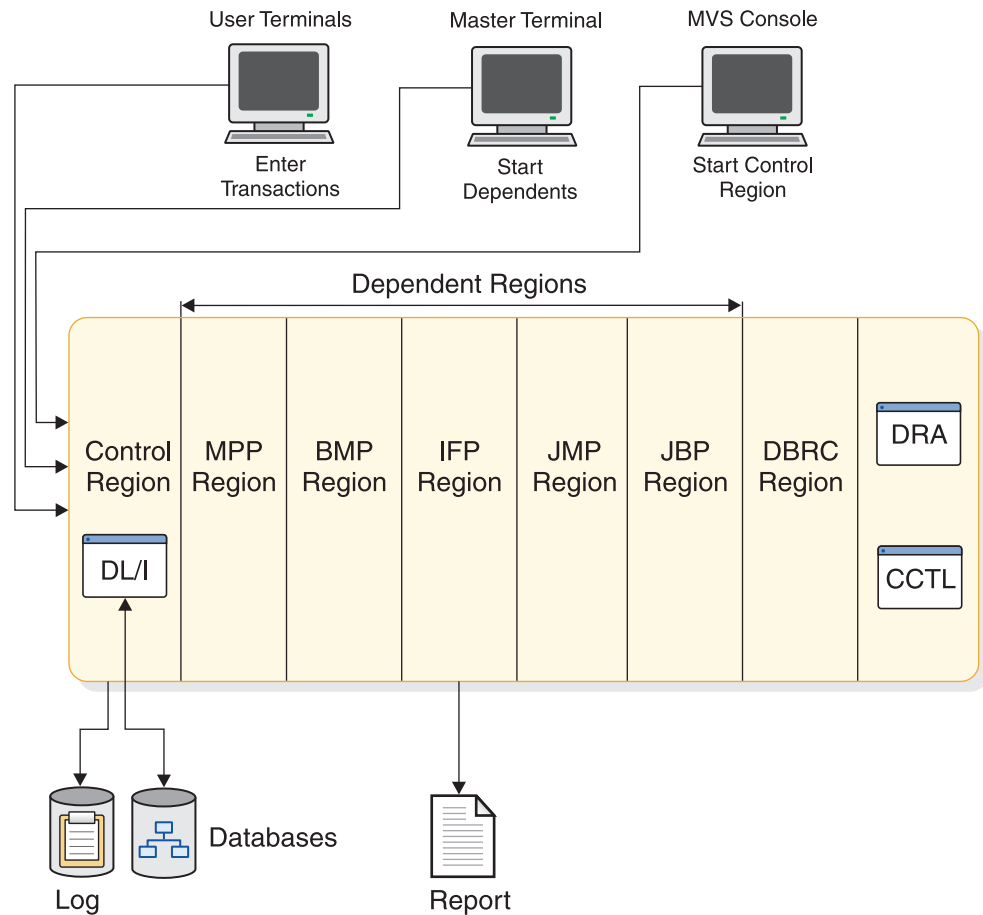 User Terminals
Master Terminal
MVS Console
Enter
Transactions
Start
Dependents
Start Control
Region
Dependent Regions
Control
Region
MPP
Region
BMP
Region
IFP
Region
JMP
Region
JBP
Region
DBRC
Region
DRA
DL/I
CCTL
Databases
Log
Report